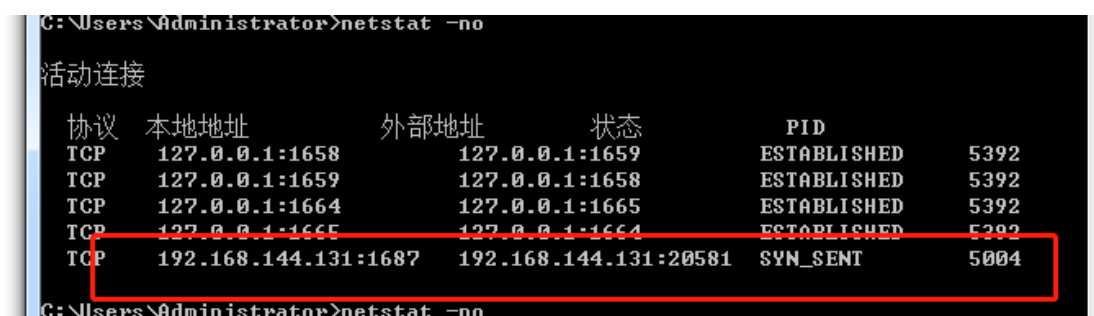 C:\Users\Administrator>netstat -no
活动连接
协议 本地地址 外部地址 状态 PID
TCP 127.0.0.1:1658 127.0.0.1:1659 ESTABLISHED 5392
TCP 127.0.0.1:1659 127.0.0.1:1658 ESTABLISHED 5392
TCP 127.0.0.1:1664 127.0.0.1:1665 ESTABLISHED 5392
TCP 127.0.0.1:1665 127.0.0.1:1664 ESTABLISHED 5392
TCP 192.168.144.131:1687 192.168.144.131:20581 SYN_SENT 5004
C:\Users\Administrator>netstat -no